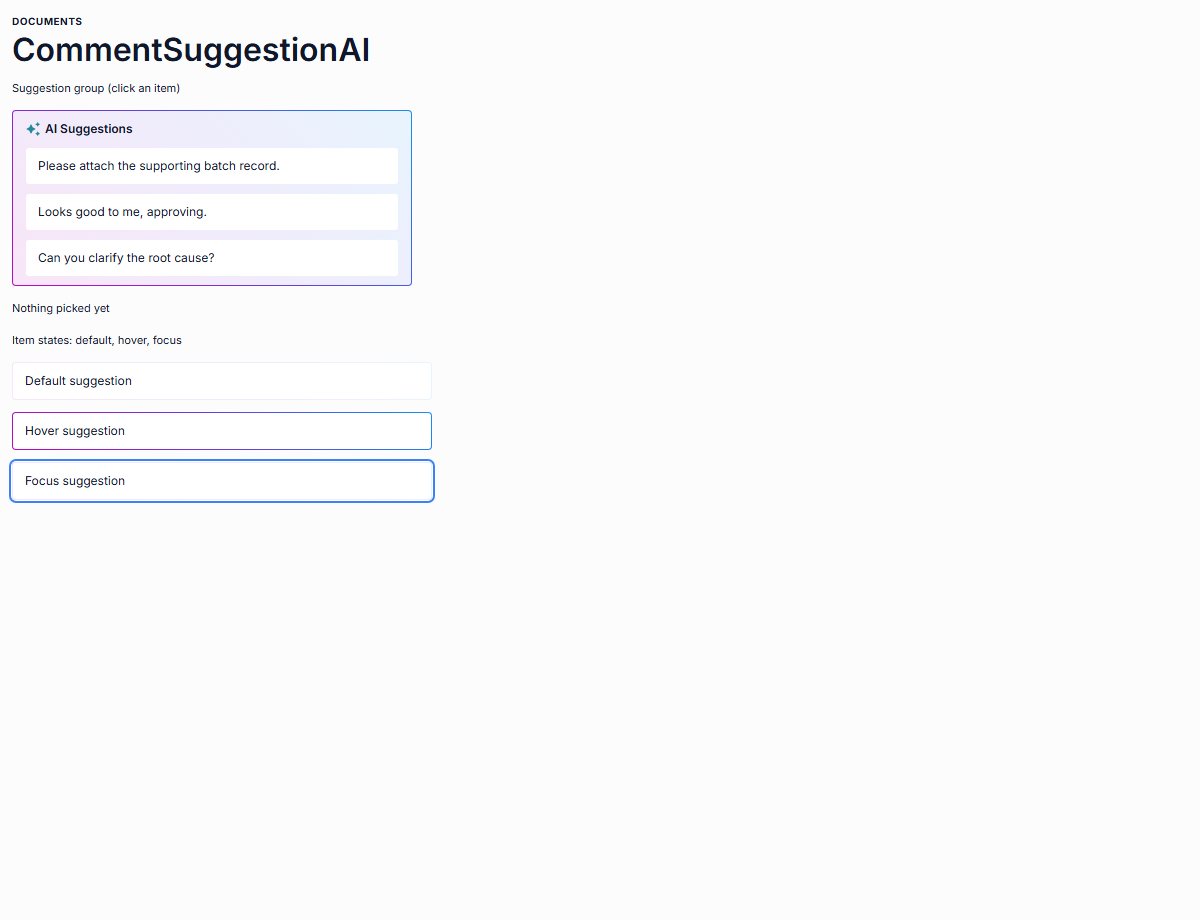 DOCUMENTS
CommentSuggestionAI
Suggestion group (click an item)
AI Suggestions
Please attach the supporting batch record.
Looks good to me, approving.
Can you clarify the root cause?
Nothing picked yet
Item states: default, hover, focus
Default suggestion
Hover suggestion
Focus suggestion